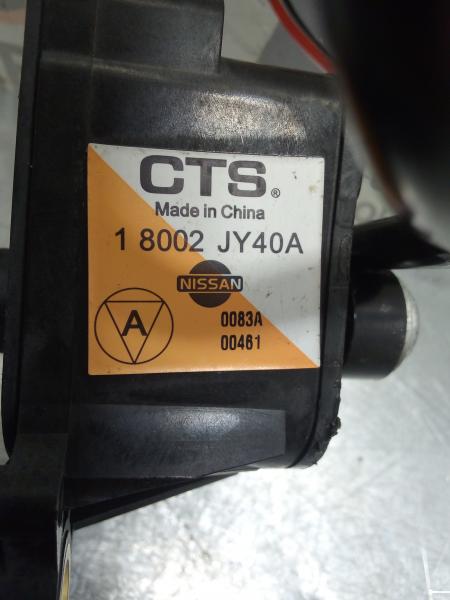 CTS®
Made in China
1 8002 JY40A
NISSAN
A
0083A
00461